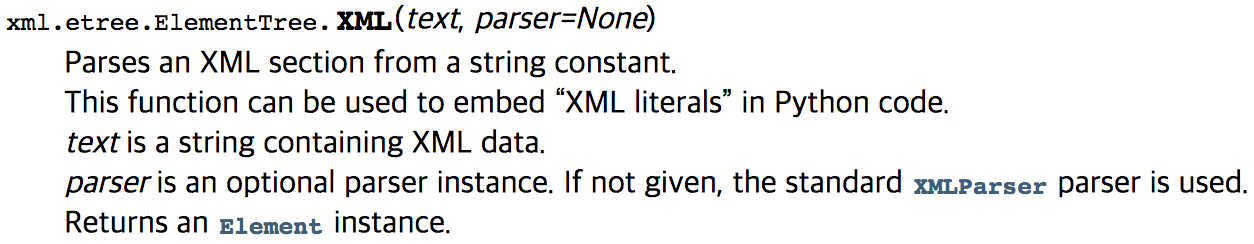 xml.etree.ElementTree.XML(text, parser=None)
Parses an XML section from a string constant.
This function can be used to embed “XML literals” in Python code.
text is a string containing XML data.
parser is an optional parser instance. If not given, the standard XMLParser parser is used.
Returns an Element instance.